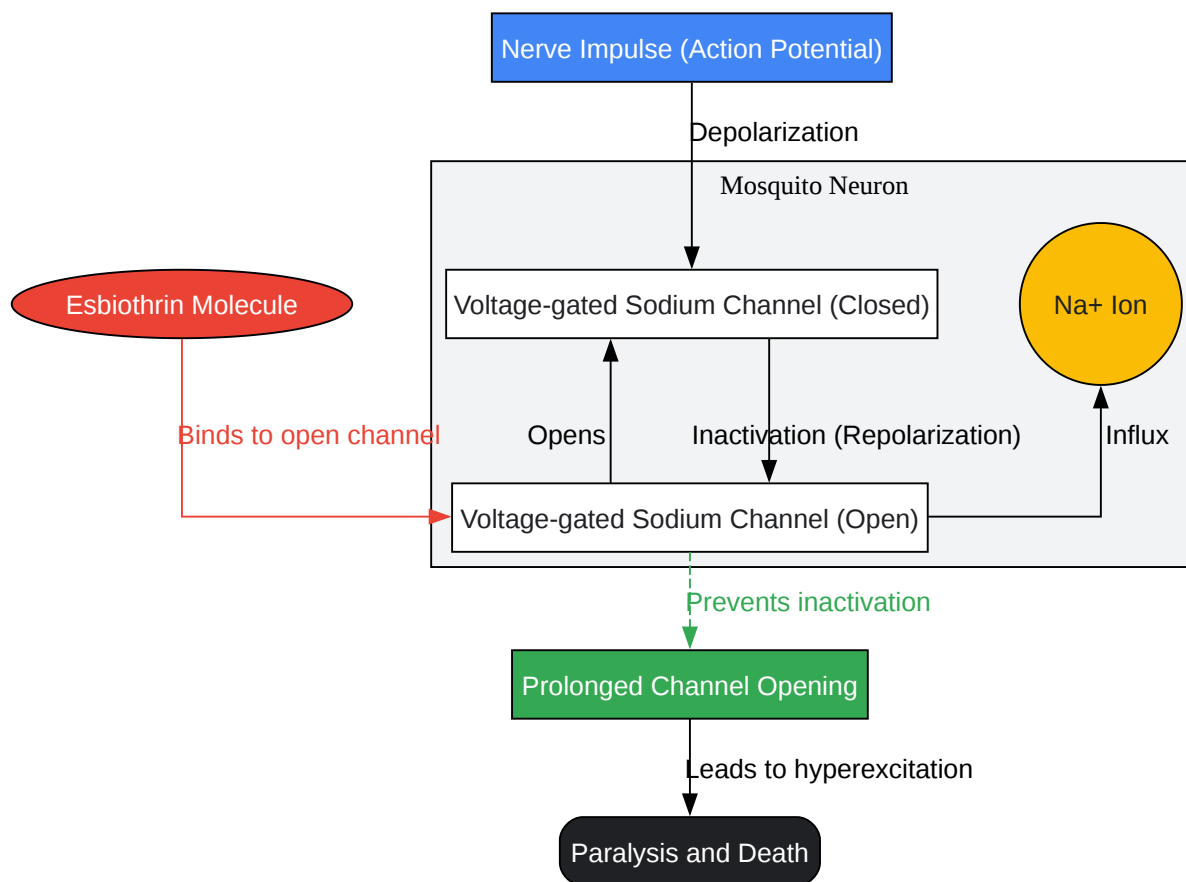 Nerve Impulse (Action Potential)
Depolarization
Mosquito Neuron
Esbiothrin Molecule
Voltage-gated Sodium Channel (Closed)
Na+ Ion
Binds to open channel
Opens
Inactivation (Repolarization)
Influx
Voltage-gated Sodium Channel (Open)
Prevents inactivation
Prolonged Channel Opening
Leads to hyperexcitation
Paralysis and Death